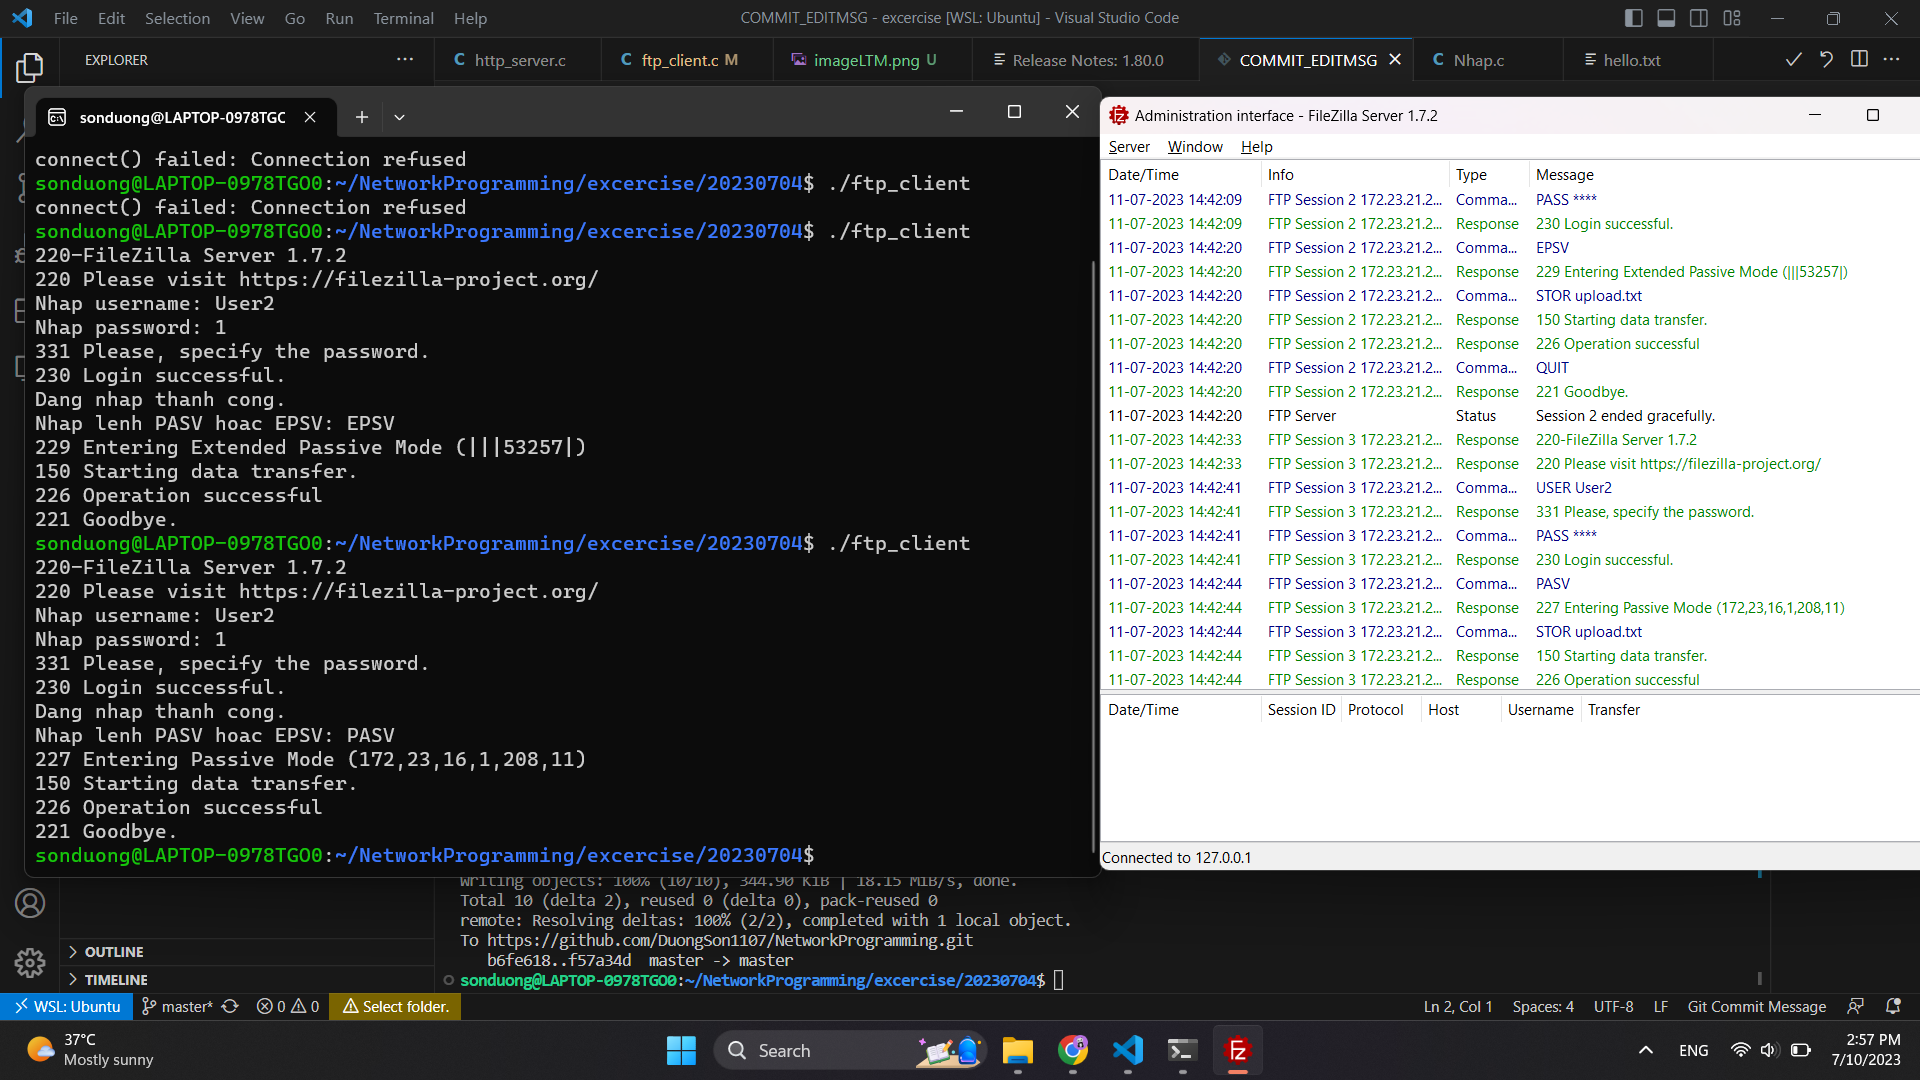 File Edit Selection View Go Run Terminal Help
COMMIT_EDITMSG - excercise [WSL: Ubuntu] - Visual Studio Code
EXPLORER
C http_server.c
C ftp_client.c M
imageLTM.png U
Release Notes: 1.80.0
COMMIT_EDITMSG
C Nhap.c
hello.txt
sonduong@LAPTOP-0978TGC
connect() failed: Connection refused
sonduong@LAPTOP-0978TGO0:~/NetworkProgramming/excercise/20230704$ ./ftp_client
connect() failed: Connection refused
sonduong@LAPTOP-0978TGO0:~/NetworkProgramming/excercise/20230704$ ./ftp_client
220-FileZilla Server 1.7.2
220 Please visit https://filezilla-project.org/
Nhap username: User2
Nhap password: 1
331 Please, specify the password.
230 Login successful.
Dang nhap thanh cong.
Nhap lenh PASV hoac EPSV: EPSV
229 Entering Extended Passive Mode (|||53257|)
150 Starting data transfer.
226 Operation successful
221 Goodbye.
sonduong@LAPTOP-0978TGO0:~/NetworkProgramming/excercise/20230704$ ./ftp_client
220-FileZilla Server 1.7.2
220 Please visit https://filezilla-project.org/
Nhap username: User2
Nhap password: 1
331 Please, specify the password.
230 Login successful.
Dang nhap thanh cong.
Nhap lenh PASV hoac EPSV: PASV
227 Entering Passive Mode (172,23,16,1,208,11)
150 Starting data transfer.
226 Operation successful
221 Goodbye.
sonduong@LAPTOP-0978TGO0:~/NetworkProgramming/excercise/20230704$
Administration interface - FileZilla Server 1.7.2
Server Window Help
Date/Time Info Type Message
11-07-2023 14:42:09 FTP Session 2 172.23.21.2... Comma... PASS ****
11-07-2023 14:42:09 FTP Session 2 172.23.21.2... Response 230 Login successful.
11-07-2023 14:42:20 FTP Session 2 172.23.21.2... Comma... EPSV
11-07-2023 14:42:20 FTP Session 2 172.23.21.2... Response 229 Entering Extended Passive Mode (|||53257|)
11-07-2023 14:42:20 FTP Session 2 172.23.21.2... Comma... STOR upload.txt
11-07-2023 14:42:20 FTP Session 2 172.23.21.2... Response 150 Starting data transfer.
11-07-2023 14:42:20 FTP Session 2 172.23.21.2... Response 226 Operation successful
11-07-2023 14:42:20 FTP Session 2 172.23.21.2... Comma... QUIT
11-07-2023 14:42:20 FTP Session 2 172.23.21.2... Response 221 Goodbye.
11-07-2023 14:42:20 FTP Server Status Session 2 ended gracefully.
11-07-2023 14:42:33 FTP Session 3 172.23.21.2... Response 220-FileZilla Server 1.7.2
11-07-2023 14:42:33 FTP Session 3 172.23.21.2... Response 220 Please visit https://filezilla-project.org/
11-07-2023 14:42:41 FTP Session 3 172.23.21.2... Comma... USER User2
11-07-2023 14:42:41 FTP Session 3 172.23.21.2... Response 331 Please, specify the password.
11-07-2023 14:42:41 FTP Session 3 172.23.21.2... Comma... PASS ****
11-07-2023 14:42:41 FTP Session 3 172.23.21.2... Response 230 Login successful.
11-07-2023 14:42:44 FTP Session 3 172.23.21.2... Comma... PASV
11-07-2023 14:42:44 FTP Session 3 172.23.21.2... Response 227 Entering Passive Mode (172,23,16,1,208,11)
11-07-2023 14:42:44 FTP Session 3 172.23.21.2... Comma... STOR upload.txt
11-07-2023 14:42:44 FTP Session 3 172.23.21.2... Response 150 Starting data transfer.
11-07-2023 14:42:44 FTP Session 3 172.23.21.2... Response 226 Operation successful
Date/Time Session ID Protocol Host Username Transfer
Connected to 127.0.0.1
Writing objects: 100% (10/10), 344.90 KiB | 18.15 MiB/s, done.
Total 10 (delta 2), reused 0 (delta 0), pack-reused 0
remote: Resolving deltas: 100% (2/2), completed with 1 local object.
To https://github.com/DuongSon1107/NetworkProgramming.git
b6fe618..f57a34d master -> master
sonduong@LAPTOP-0978TGO0:~/NetworkProgramming/excercise/20230704$
OUTLINE
TIMELINE
WSL: Ubuntu master* 0 0 Select folder.
Ln 2, Col 1 Spaces: 4 UTF-8 LF Git Commit Message
37°C
Mostly sunny
Search
ENG
2:57 PM
7/10/2023